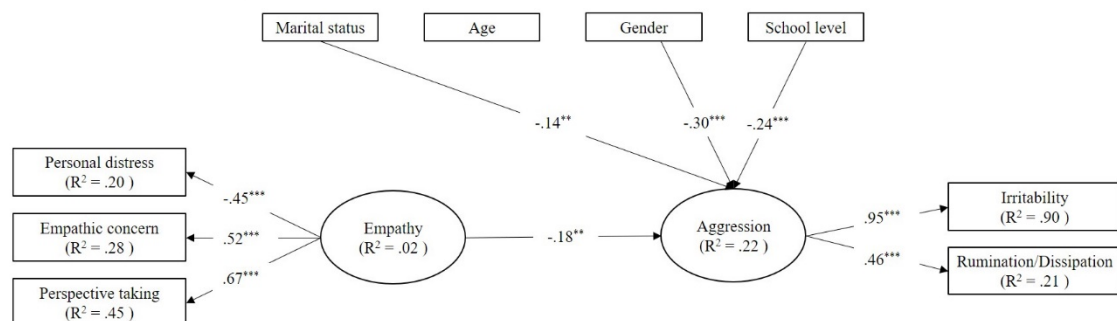 Marital status
Age
Gender
School level
-.14**
-.30***
-.24***
Personal distress
(R² = .20 )
Empathic concern
(R² = .28 )
Perspective taking
(R² = .45 )
-.45***
.52***
.67***
Empathy
(R² = .02 )
-.18**
Aggression
(R² = .22 )
.95***
.46***
Irritability
(R² = .90 )
Rumination/Dissipation
(R² = .21 )